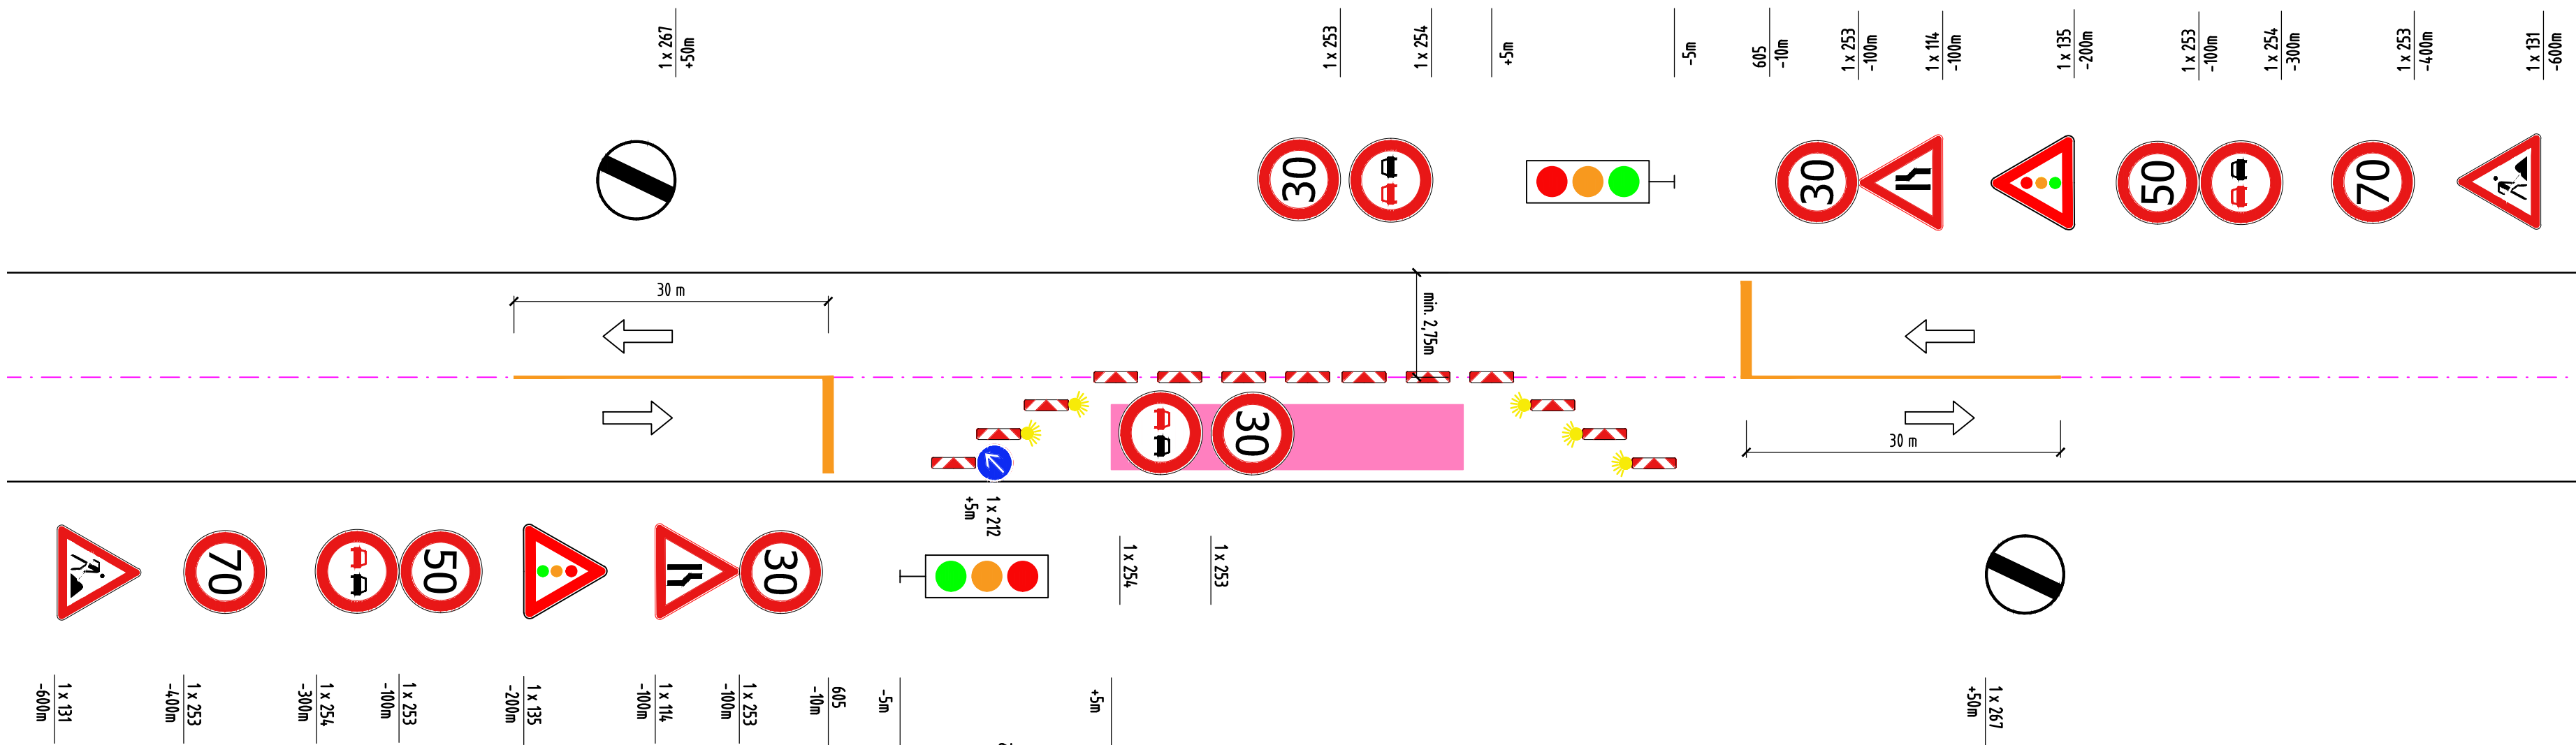 1 x 267
+50m
1 x 253
1 x 254
+5m
-5m
605
-10m
1 x 253
-100m
1 x 114
-100m
1 x 135
-200m
1 x 253
-100m
1 x 254
-300m
1 x 253
-400m
1 x 131
-600m
30
30
50
70
30 m
min. 2,75m
30
30 m
1 x 212
+5m
70
50
30
1 x 254
1 x 253
1 x 131
-600m
1 x 253
-400m
1 x 254
-300m
1 x 253
-100m
1 x 135
-200m
1 x 114
-100m
1 x 253
-100m
605
-10m
-5m
+5m
1 x 267
+50m